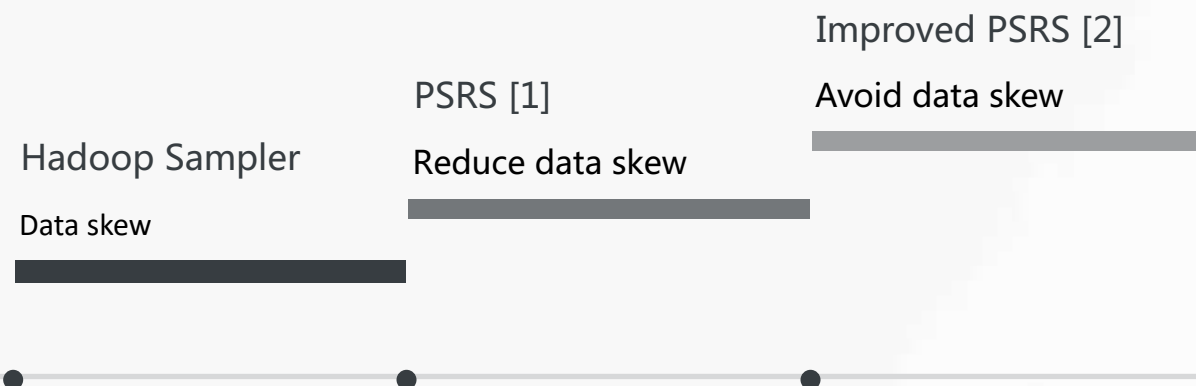 Hadoop Sampler
Data skew
PSRS [1]
Reduce data skew
Improved PSRS [2]
Avoid data skew